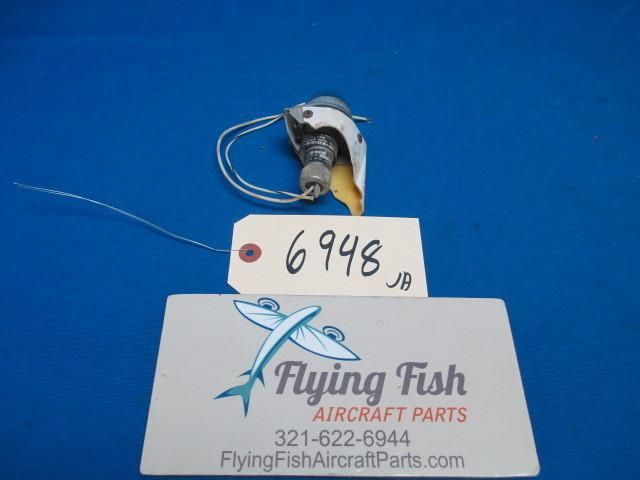 6948 JA
Flying Fish
AIRCRAFT PARTS
321-622-6944
FlyingFishAircraftParts.com